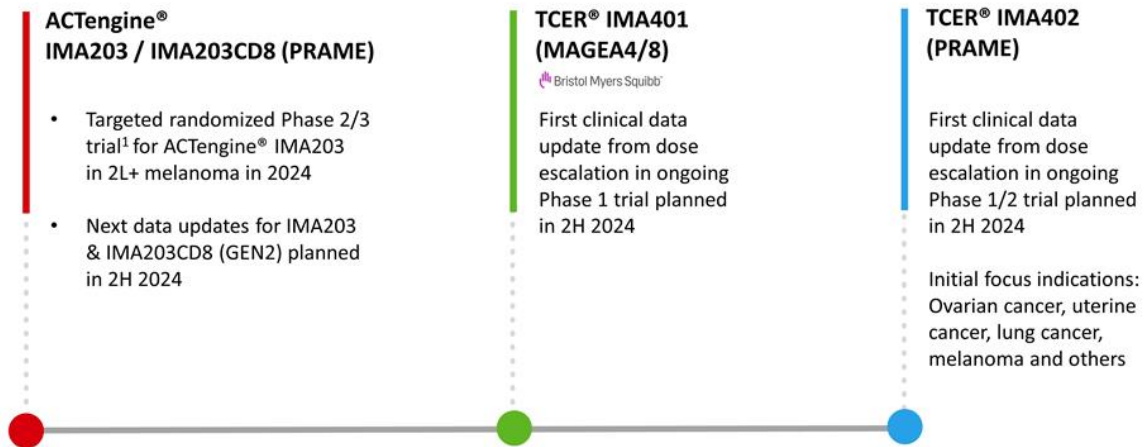 ACTengine®
IMA203 / IMA203CD8 (PRAME)
• Targeted randomized Phase 2/3
trial¹ for ACTengine® IMA203
in 2L+ melanoma in 2024
• Next data updates for IMA203
& IMA203CD8 (GEN2) planned
in 2H 2024
TCER® IMA401
(MAGEA4/8)
Bristol Myers Squibb™
First clinical data
update from dose
escalation in ongoing
Phase 1 trial planned
in 2H 2024
TCER® IMA402
(PRAME)
First clinical data
update from dose
escalation in ongoing
Phase 1/2 trial planned
in 2H 2024
Initial focus indications:
Ovarian cancer, uterine
cancer, lung cancer,
melanoma and others